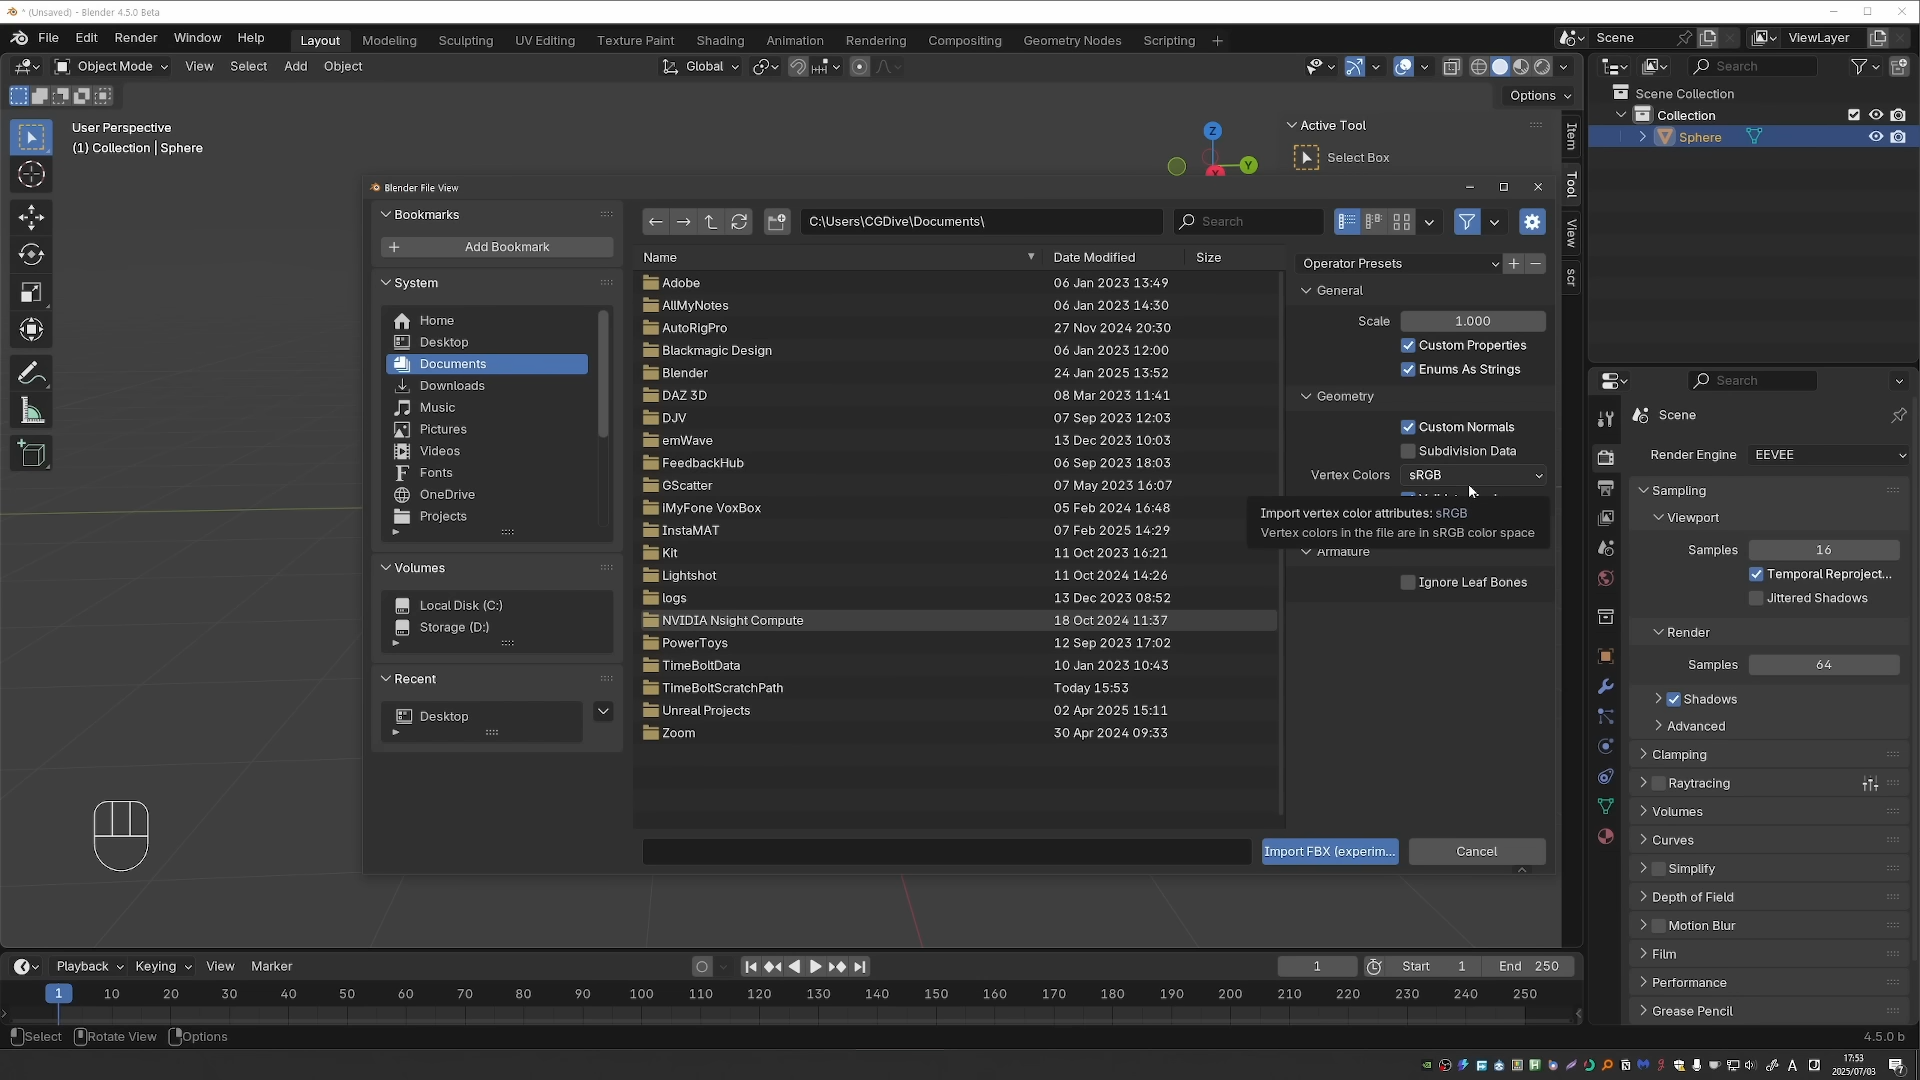 * (Unsaved) - Blender 4.5.0 Beta
File Edit Render Window Help
Layout Modeling Sculpting UV Editing Texture Paint Shading Animation Rendering Compositing Geometry Nodes Scripting +
Scene
ViewLayer
Object Mode View Select Add Object
Global
Search
Options
Scene Collection
Collection
Sphere
User Perspective
(1) Collection | Sphere
Z
Y
X
Active Tool
Select Box
Item
Tool
View
scr
Blender File View
Bookmarks
Add Bookmark
System
Home
Desktop
Documents
Downloads
Music
Pictures
Videos
Fonts
OneDrive
Projects
Volumes
Local Disk (C:)
Storage (D:)
Recent
Desktop
C:\Users\CGDive\Documents\
Search
Name Date Modified Size
Adobe 06 Jan 2023 13:49
AllMyNotes 06 Jan 2023 14:30
AutoRigPro 27 Nov 2024 20:30
Blackmagic Design 06 Jan 2023 12:00
Blender 24 Jan 2025 13:52
DAZ 3D 08 Mar 2023 11:41
DJV 07 Sep 2023 12:03
emWave 13 Dec 2023 10:03
FeedbackHub 06 Sep 2023 18:03
GScatter 07 May 2023 16:07
iMyFone VoxBox 05 Feb 2024 16:48
InstaMAT 07 Feb 2025 14:29
Kit 11 Oct 2023 16:21
Lightshot 11 Oct 2024 14:26
logs 13 Dec 2023 08:52
NVIDIA Nsight Compute 18 Oct 2024 11:37
PowerToys 12 Sep 2023 17:02
TimeBoltData 10 Jan 2023 10:43
TimeBoltScratchPath Today 15:53
Unreal Projects 02 Apr 2025 15:11
Zoom 30 Apr 2024 09:33
Operator Presets
General
Scale 1.000
Custom Properties
Enums As Strings
Geometry
Custom Normals
Subdivision Data
Vertex Colors sRGB
Import vertex color attributes: sRGB
Vertex colors in the file are in sRGB color space
Armature
Ignore Leaf Bones
Import FBX (experim...
Cancel
Search
Scene
Render Engine EEVEE
Sampling
Viewport
Samples 16
Temporal Reproject...
Jittered Shadows
Render
Samples 64
Shadows
Advanced
Clamping
Raytracing
Volumes
Curves
Simplify
Depth of Field
Motion Blur
Film
Performance
Grease Pencil
Playback Keying View Marker
1 Start 1 End 250
1 10 20 30 40 50 60 70 80 90 100 110 120 130 140 150 160 170 180 190 200 210 220 230 240 250
Select Rotate View Options
4.5.0 b
A
17:53
2025/07/03